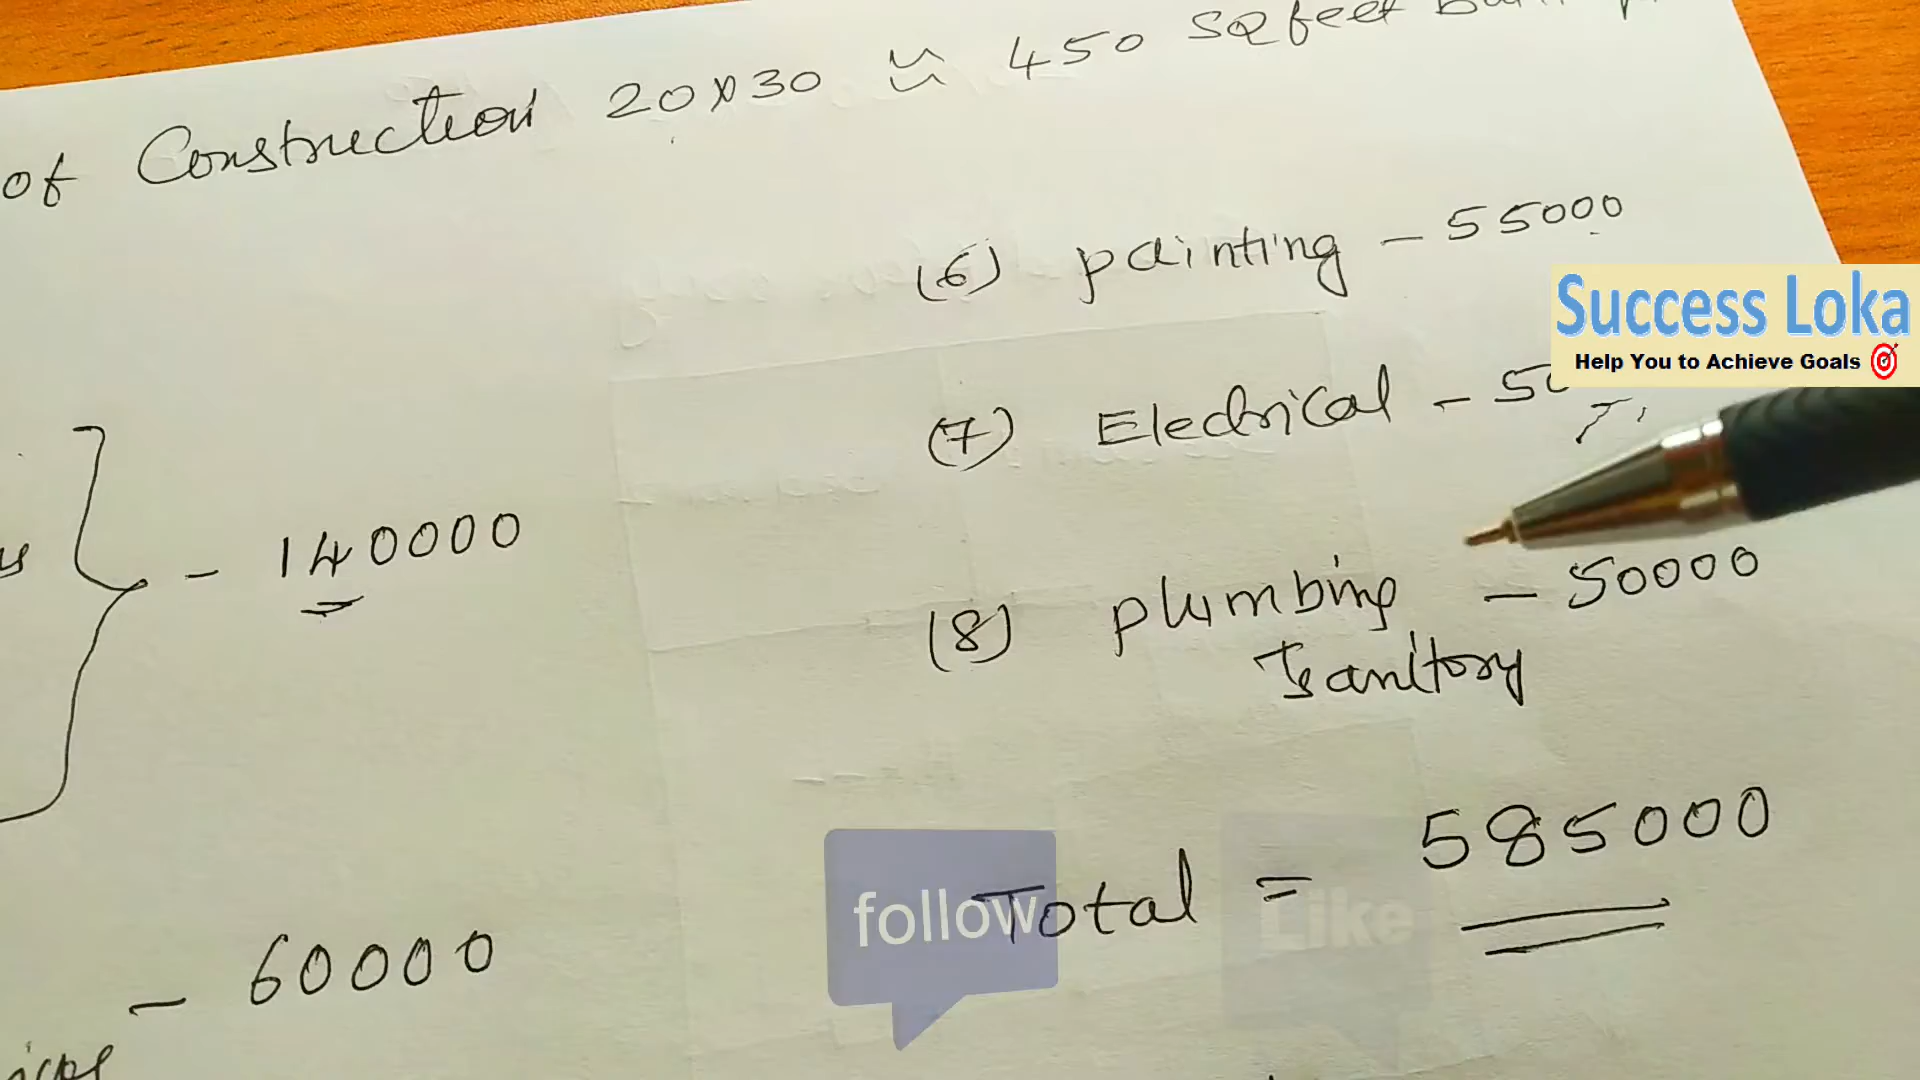 of Construction 20x30 ≈ 450 SQ feet
(6) painting - 55000
Success Loka
Help You to Achieve Goals
(7) Electrical - 50
- 140000
(8) plumbing - 50000
& sanitory
Total = 585000
follow
Like
- 60000